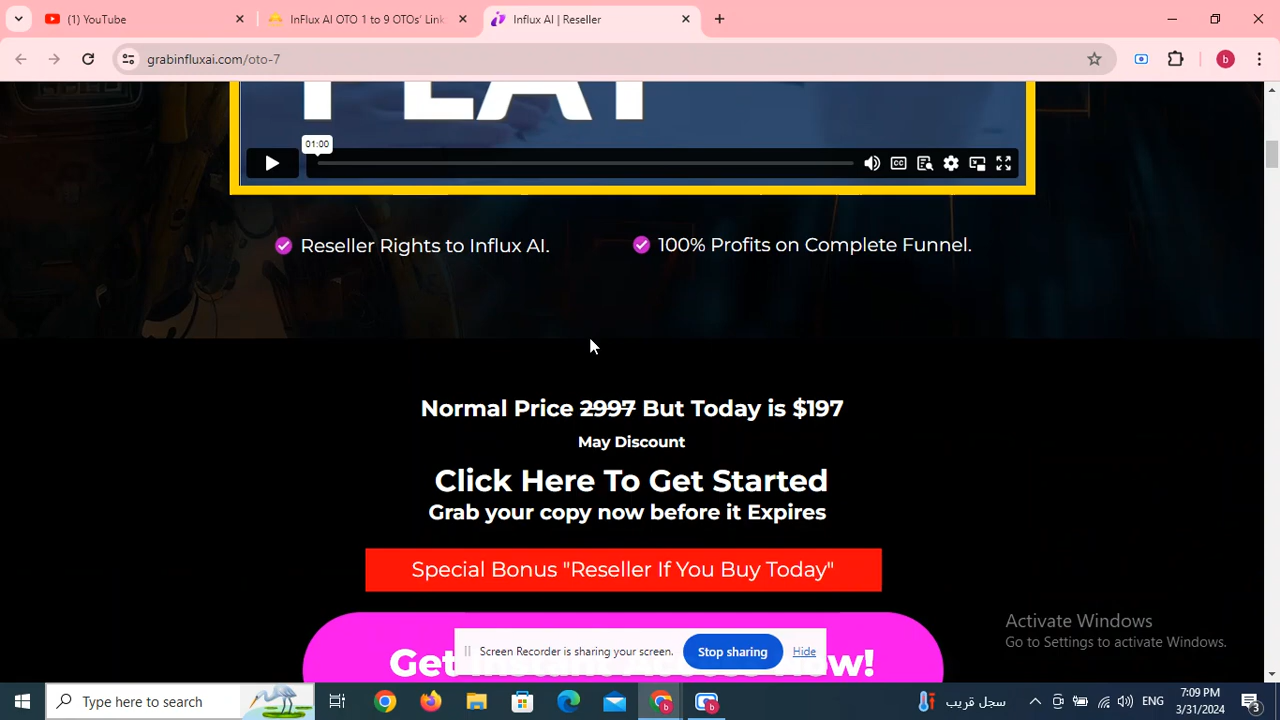 (1) YouTube
InFlux AI OTO 1 to 9 OTOs' Link
Influx AI | Reseller
grabinfluxai.com/oto-7
b
01:00
CC
Reseller Rights to Influx AI.
100% Profits on Complete Funnel.
Normal Price 2997 But Today is $197
May Discount
Click Here To Get Started
Grab your copy now before it Expires
Special Bonus "Reseller If You Buy Today"
Activate Windows
Go to Settings to activate Windows.
Screen Recorder is sharing your screen.
Stop sharing
Hide
Type here to search
سجل قريب
ENG
7:09 PM
3/31/2024
3